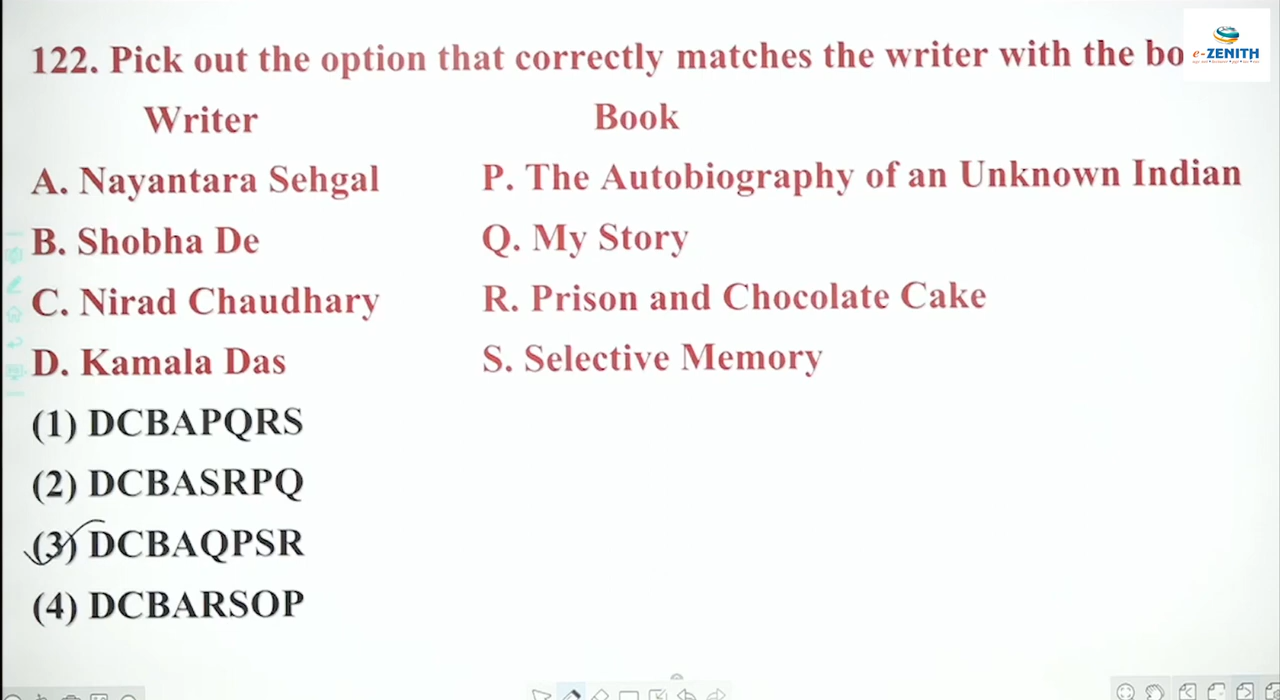 e-ZENITH
122. Pick out the option that correctly matches the writer with the bo
Writer Book
A. Nayantara Sehgal P. The Autobiography of an Unknown Indian
B. Shobha De Q. My Story
C. Nirad Chaudhary R. Prison and Chocolate Cake
D. Kamala Das S. Selective Memory
(1) DCBAPQRS
(2) DCBASRPQ
(3) DCBAQPSR
(4) DCBARSOP